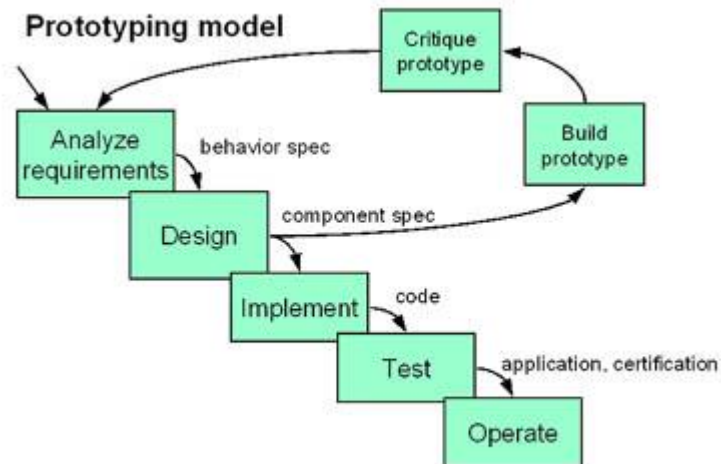 Prototyping model
Critique
prototype
Build
prototype
Analyze
requirements
behavior spec
Design
component spec
Implement
code
Test
application, certification
Operate